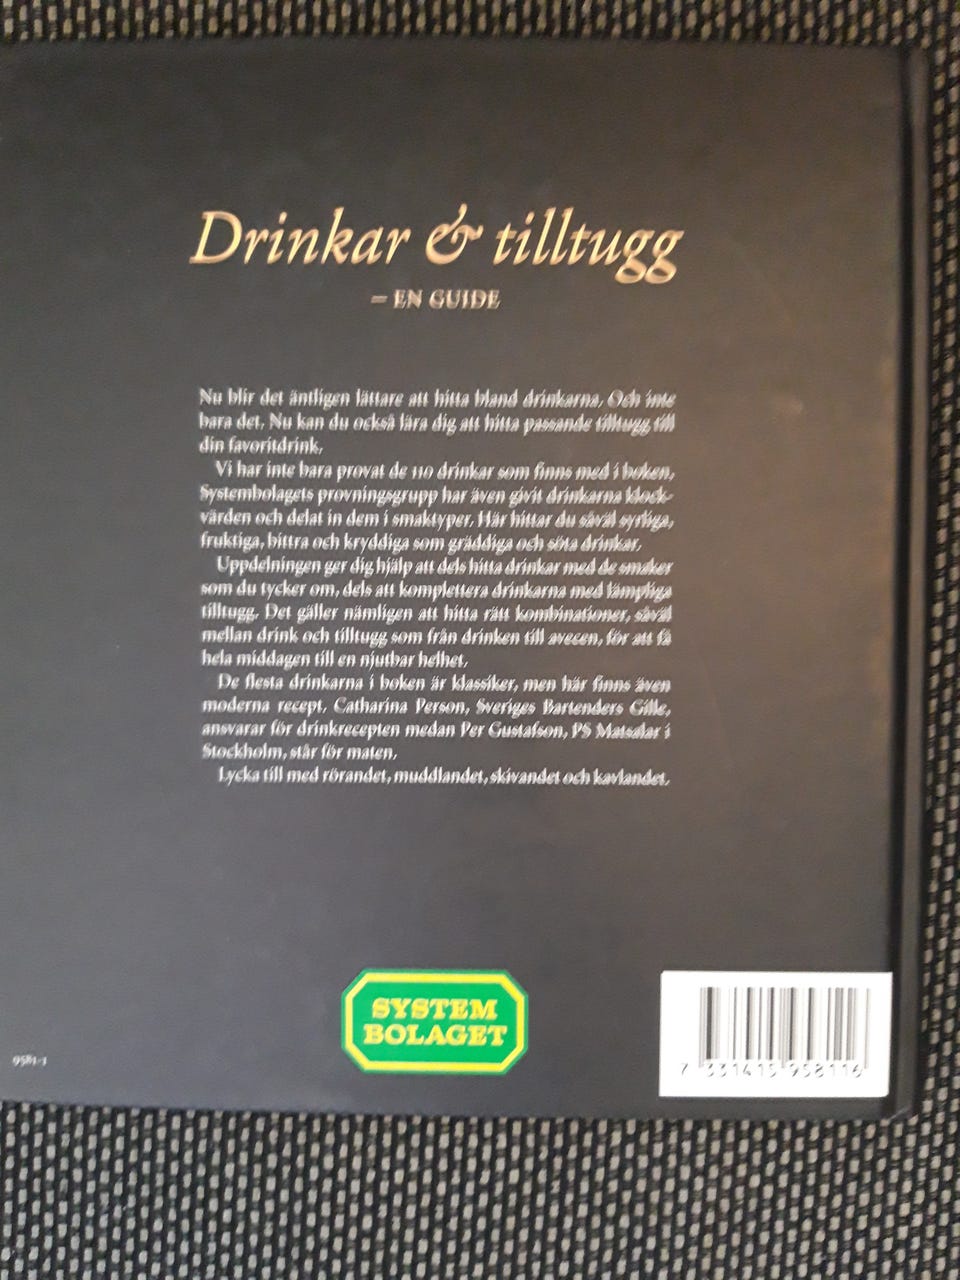 Drinkar & tilltugg
– EN GUIDE
Nu blir det äntligen lättare att hitta bland drinkarna. Och inte
bara det. Nu kan du också lära dig att hitta passande tilltugg till
din favoritdrink.
Vi har inte bara provat de 110 drinkar som finns med i boken,
Systembolagets provningsgrupp har även givit drinkarna klock-
värden och delat in dem i smaktyper. Här hittar du såväl syrliga,
fruktiga, bittra och kryddiga som gräddiga och söta drinkar.
Uppdelningen ger dig hjälp att dels hitta drinkar med de smaker
som du tycker om, dels att komplettera drinkarna med lämpliga
tilltugg. Det gäller nämligen att hitta rätt kombinationer, såväl
mellan drink och tilltugg som från drinken till avecen, för att få
hela middagen till en njutbar helhet.
De flesta drinkarna i boken är klassiker, men här finns även
moderna recept. Catharina Person, Sveriges Bartenders Gille,
ansvarar för drinkrecepten medan Per Gustafson, PS Matsalar i
Stockholm, står för maten.
Lycka till med rörandet, muddlandet, skivandet och kavlandet.
SYSTEM
BOLAGET
9581-1
7 331415 958116